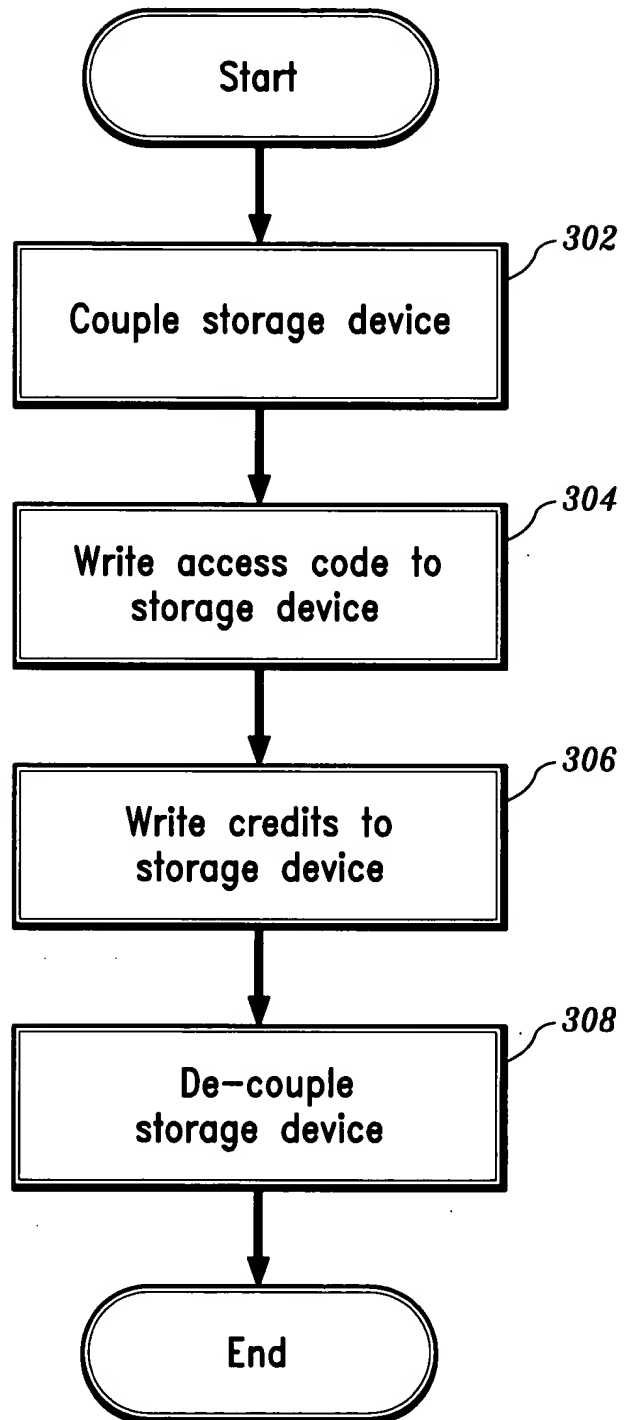 Start
302
Couple storage device
304
Write access code to
storage device
306
Write credits to
storage device
308
De-couple
storage device
End